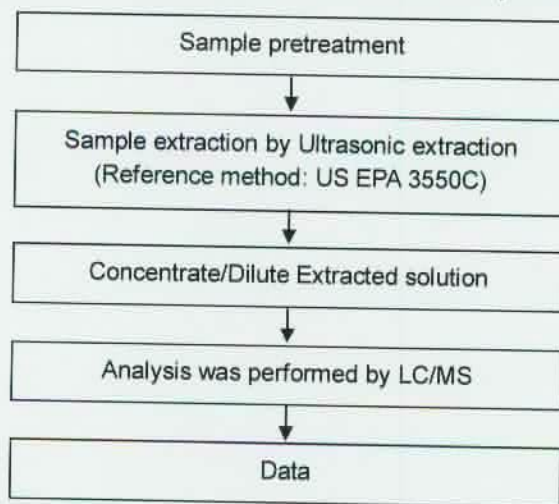 Sample pretreatment
Sample extraction by Ultrasonic extraction
(Reference method: US EPA 3550C)
Concentrate/Dilute Extracted solution
Analysis was performed by LC/MS
Data